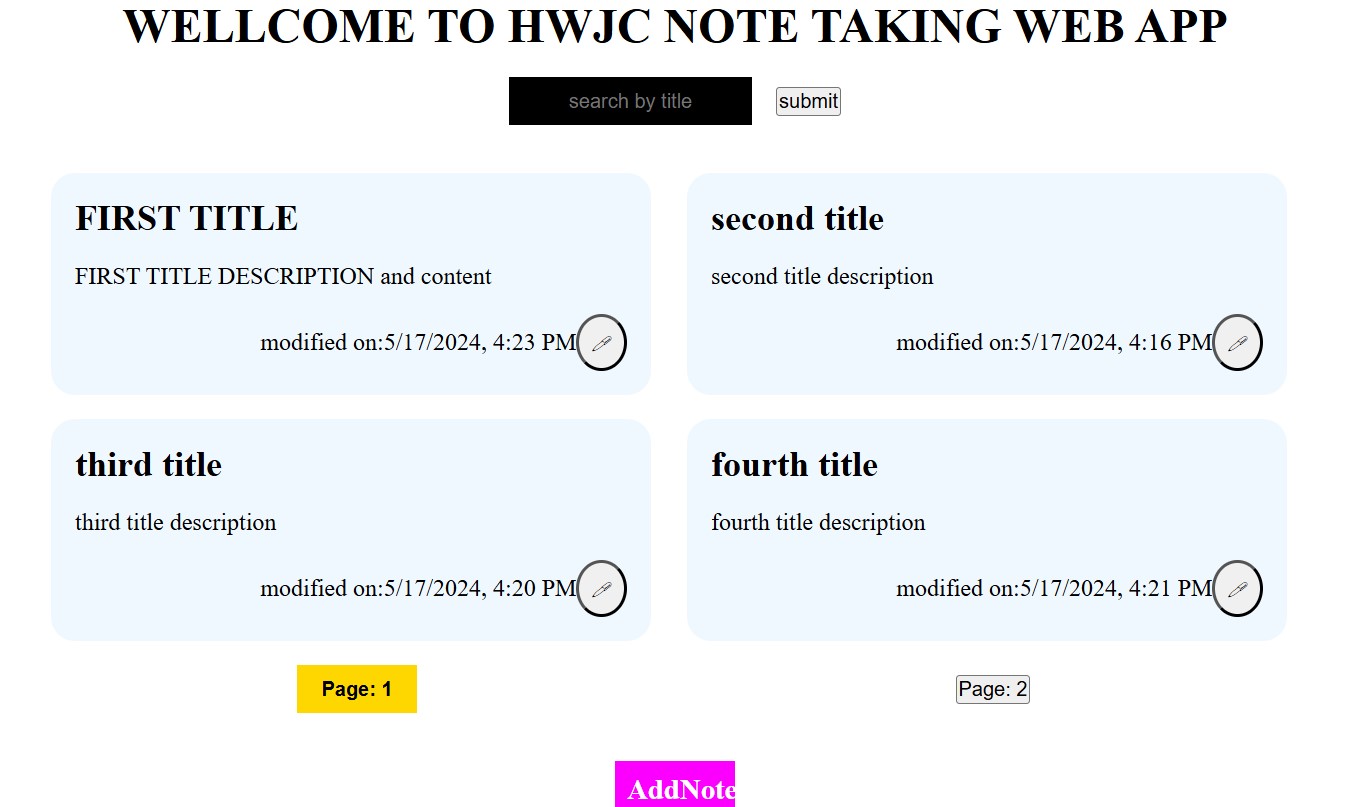 WELLCOME TO HWJC NOTE TAKING WEB APP
search by title submit
FIRST TITLE
FIRST TITLE DESCRIPTION and content
modified on:5/17/2024, 4:23 PM
second title
second title description
modified on:5/17/2024, 4:16 PM
third title
third title description
modified on:5/17/2024, 4:20 PM
fourth title
fourth title description
modified on:5/17/2024, 4:21 PM
Page: 1 Page: 2
AddNote